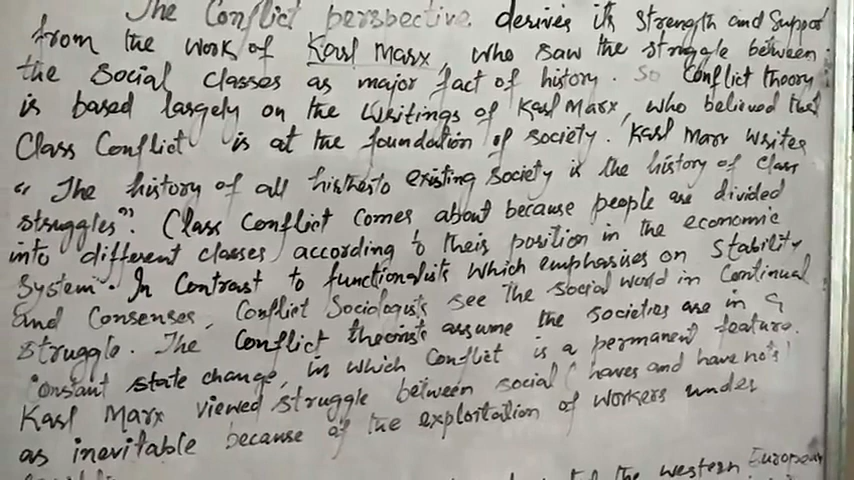 The Conflict perspective derives its strength and Support
from the work of Karl Marx, who saw the struggle between
the social classes as major fact of history. So Conflict theory
is based largely on the writings of Karl Marx, who believed that
Class Conflict is at the foundation of society. Karl Marx writes
" The history of all histherto existing society is the history of class
struggles". Class Conflict comes about because people are divided
into different classes according to their position in the economic
System. In Contrast to functionalists which emphasises on Stability
and Consenses, Conflict Sociologists see the social world in Continual
struggle. The Conflict theorists assume the societies are in a
Constant state change, in which Conflict is a permanent feature.
Karl Marx viewed struggle between social (haves and have nots)
as inevitable because of the exploitation of workers under
the western European